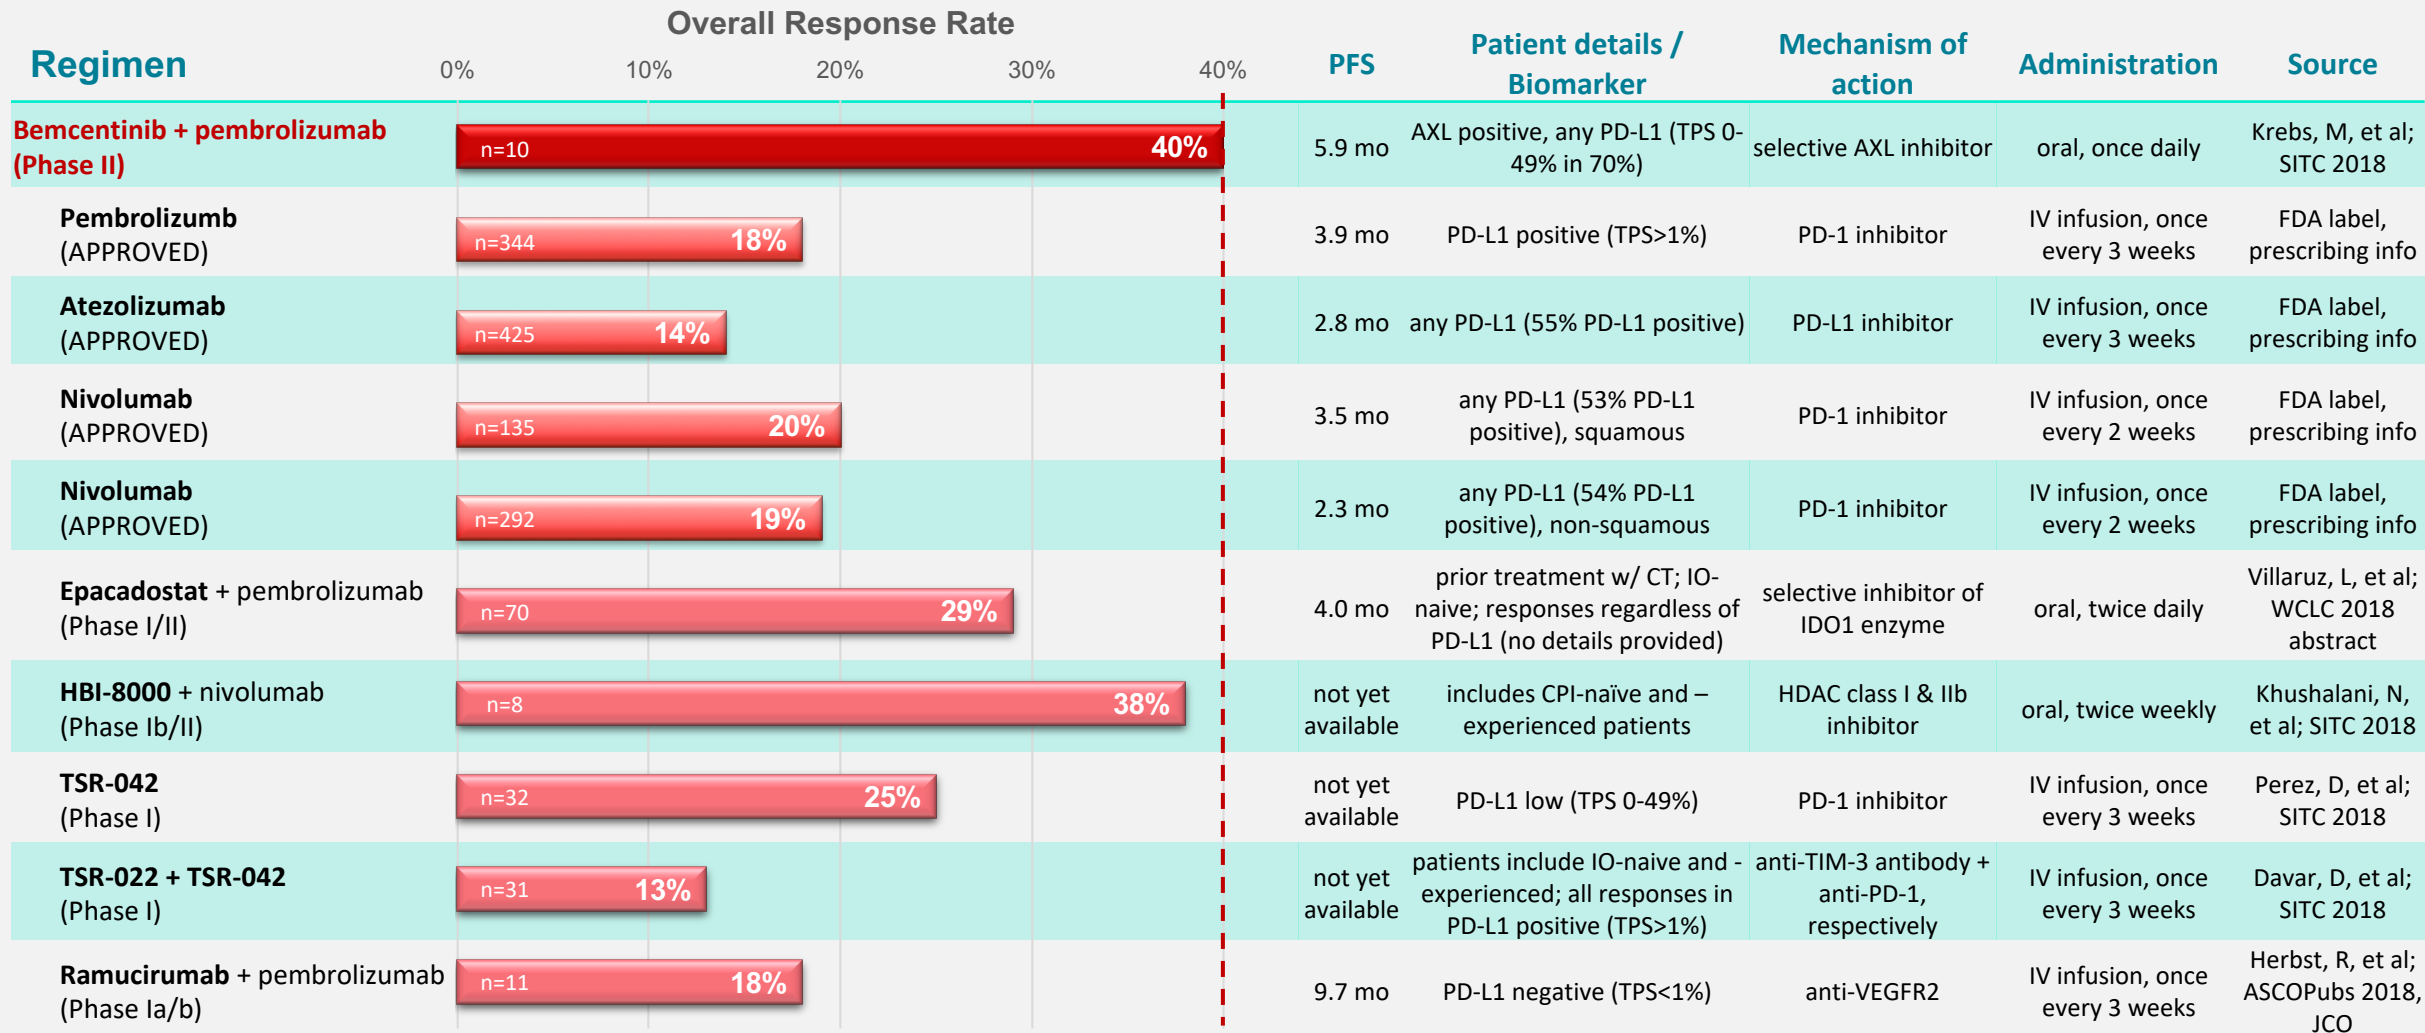 Overall Response Rate
Regimen
0%
10%
20%
30%
40%
PFS
Patient details /
Biomarker
Mechanism of
action
Administration
Source
Bemcentinib + pembrolizumab
(Phase II)
n=10
40%
5.9 mo
AXL positive, any PD-L1 (TPS 0-
49% in 70%)
selective AXL inhibitor
oral, once daily
Krebs, M, et al;
SITC 2018
Pembrolizumb
(APPROVED)
n=344
18%
3.9 mo
PD-L1 positive (TPS>1%)
PD-1 inhibitor
IV infusion, once
every 3 weeks
FDA label,
prescribing info
Atezolizumab
(APPROVED)
n=425
14%
2.8 mo
any PD-L1 (55% PD-L1 positive)
PD-L1 inhibitor
IV infusion, once
every 3 weeks
FDA label,
prescribing info
Nivolumab
(APPROVED)
n=135
20%
3.5 mo
any PD-L1 (53% PD-L1
positive), squamous
PD-1 inhibitor
IV infusion, once
every 2 weeks
FDA label,
prescribing info
Nivolumab
(APPROVED)
n=292
19%
2.3 mo
any PD-L1 (54% PD-L1
positive), non-squamous
PD-1 inhibitor
IV infusion, once
every 2 weeks
FDA label,
prescribing info
Epacadostat + pembrolizumab
(Phase I/II)
n=70
29%
4.0 mo
prior treatment w/ CT; IO-
naive; responses regardless of
PD-L1 (no details provided)
selective inhibitor of
IDO1 enzyme
oral, twice daily
Villaruz, L, et al;
WCLC 2018
abstract
HBI-8000 + nivolumab
(Phase Ib/II)
n=8
38%
not yet
available
includes CPI-naïve and –
experienced patients
HDAC class I & IIb
inhibitor
oral, twice weekly
Khushalani, N,
et al; SITC 2018
TSR-042
(Phase I)
n=32
25%
not yet
available
PD-L1 low (TPS 0-49%)
PD-1 inhibitor
IV infusion, once
every 3 weeks
Perez, D, et al;
SITC 2018
TSR-022 + TSR-042
(Phase I)
n=31
13%
not yet
available
patients include IO-naive and -
experienced; all responses in
PD-L1 positive (TPS>1%)
anti-TIM-3 antibody +
anti-PD-1,
respectively
IV infusion, once
every 3 weeks
Davar, D, et al;
SITC 2018
Ramucirumab + pembrolizumab
(Phase Ia/b)
n=11
18%
9.7 mo
PD-L1 negative (TPS<1%)
anti-VEGFR2
IV infusion, once
every 3 weeks
Herbst, R, et al;
ASCOPubs 2018,
JCO